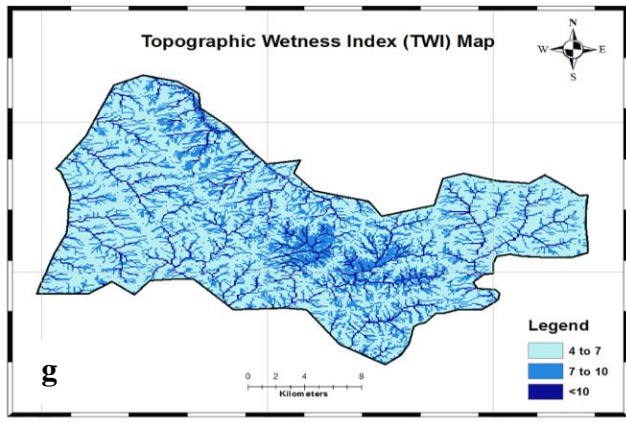 Topographic Wetness Index (TWI) Map
N
W E
S
Legend
4 to 7
7 to 10
<10
g
0 2 4 8
Kilometers